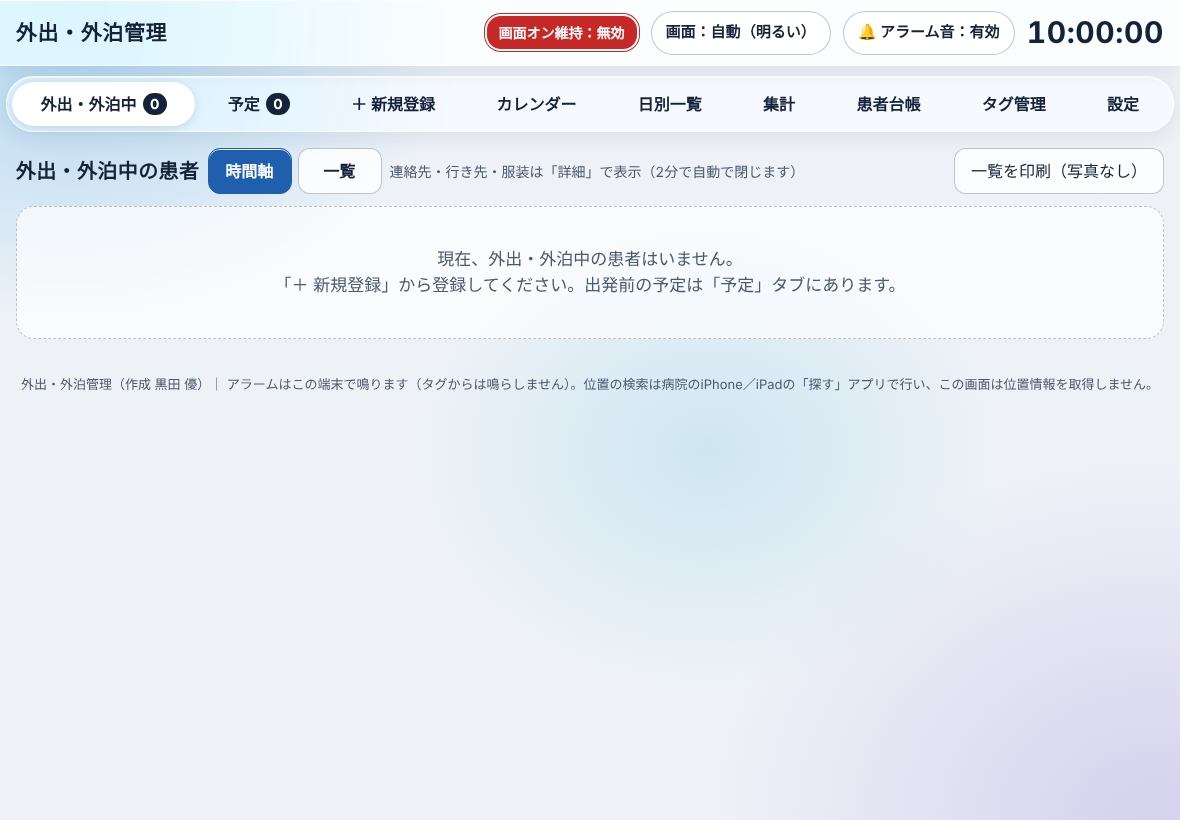 外出・外泊管理
画面オン維持：無効
画面：自動（明るい）
🔔 アラーム音：有効
10:00:00
外出・外泊中 0
予定 0
＋ 新規登録
カレンダー
日別一覧
集計
患者台帳
タグ管理
設定
外出・外泊中の患者
時間軸
一覧
連絡先・行き先・服装は「詳細」で表示（2分で自動で閉じます）
一覧を印刷（写真なし）
現在、外出・外泊中の患者はいません。
「＋ 新規登録」から登録してください。出発前の予定は「予定」タブにあります。
外出・外泊管理（作成 黒田 優）｜ アラームはこの端末で鳴ります（タグからは鳴らしません）。位置の検索は病院のiPhone／iPadの「探す」アプリで行い、この画面は位置情報を取得しません。